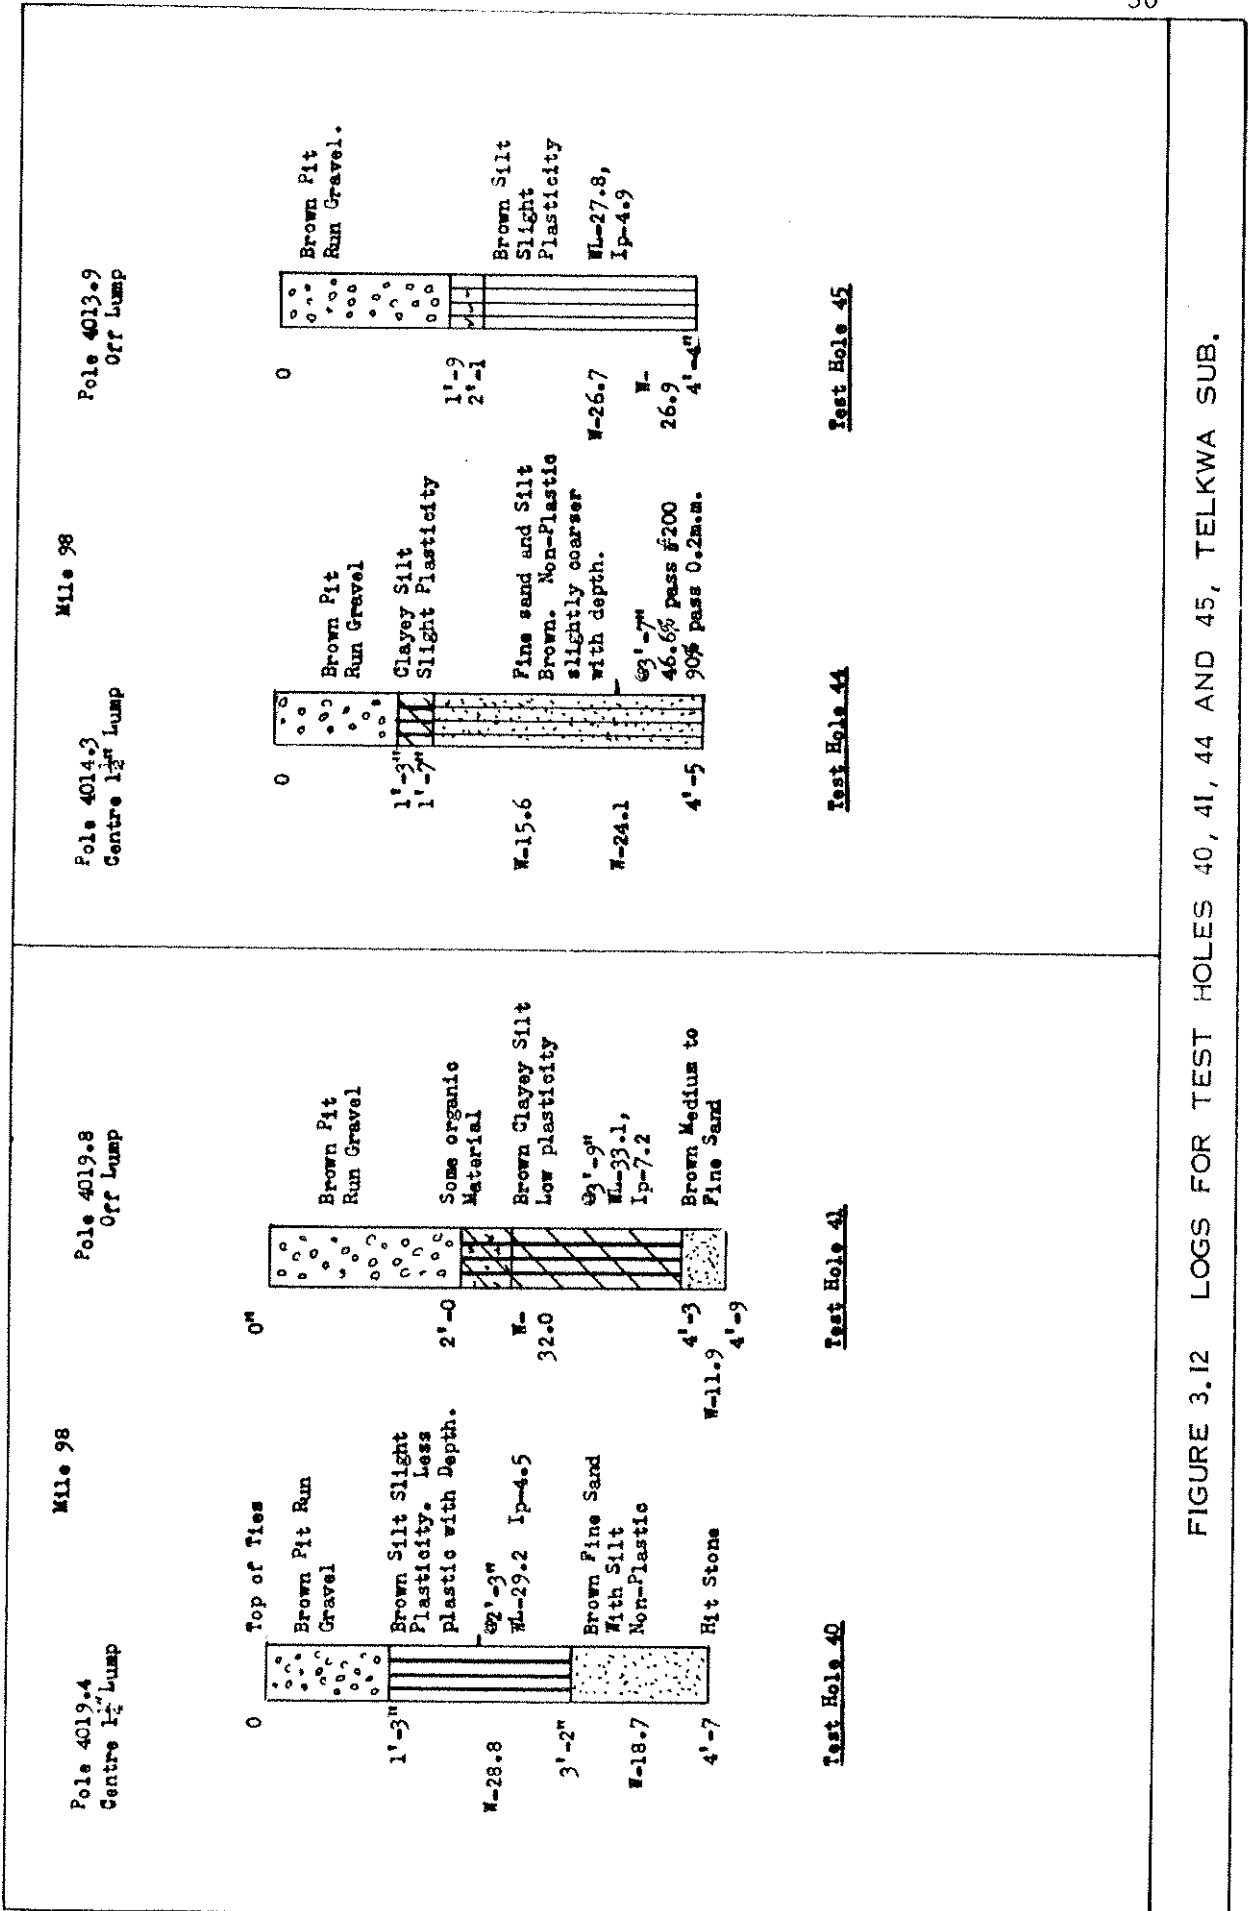 Mile 98
Pole 4019.4
Centre 1½" Lump
0
Top of Ties
Brown Pit Run
Gravel
1'-3"
Brown Silt Slight
Plasticity. Less
plastic with Depth.
W-28.8
@2'-3"
WL-29.2 Ip-4.5
3'-2"
Brown Fine Sand
With Silt
Non-Plastic
W-18.7
4'-7
Hit Stone
Test Hole 40
Pole 4019.8
Off Lump
0"
Brown Pit
Run Gravel
2'-0
Some organic
Material
W-
32.0
Brown Clayey Silt
Low plasticity
@3'-9"
WL-33.1,
Ip-7.2
4'-3
W-11.9
4'-9
Brown Medium to
Fine Sand
Test Hole 41
Mile 98
Pole 4014.3
Centre 1½" Lump
0
Brown Pit
Run Gravel
1'-3"
1'-7"
Clayey Silt
Slight Plasticity
W-15.6
Fine sand and Silt
Brown. Non-Plastic
slightly coarser
with depth.
W-24.1
@3'-7"
46.6% pass #200
90% pass 0.2m.m.
4'-5
Test Hole 44
Pole 4013.9
Off Lump
0
Brown Pit
Run Gravel.
1'-9
2'-1
Brown Silt
Slight
Plasticity
W-26.7
WL-27.8,
Ip-4.9
W-
26.9
4'-4"
Test Hole 45
FIGURE 3.12 LOGS FOR TEST HOLES 40, 41, 44 AND 45, TELKWA SUB.